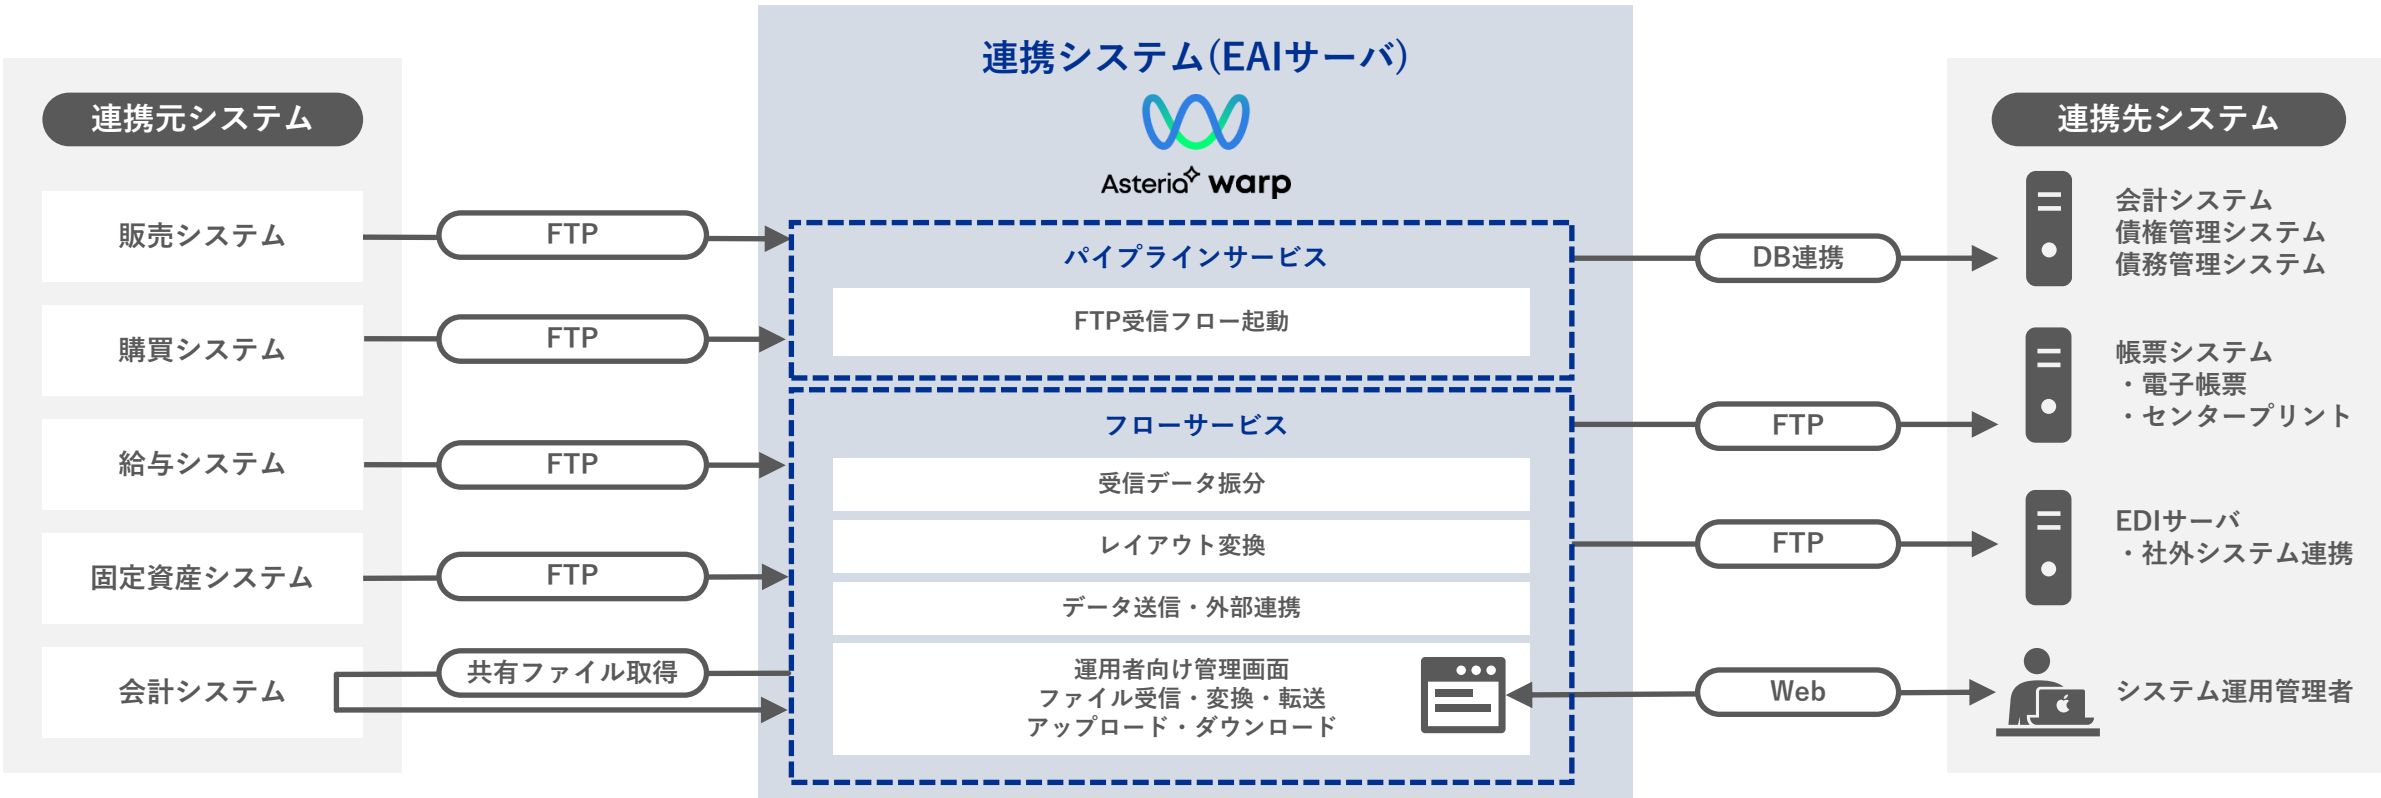 連携元システム
販売システム
購買システム
給与システム
固定資産システム
会計システム
FTP
FTP
FTP
FTP
共有ファイル取得
連携システム(EAIサーバ)
Asteria warp
パイプラインサービス
FTP受信フロー起動
フローサービス
受信データ振分
レイアウト変換
データ送信・外部連携
運用者向け管理画面
ファイル受信・変換・転送
アップロード・ダウンロード
DB連携
FTP
FTP
Web
連携先システム
会計システム
債権管理システム
債務管理システム
帳票システム
・電子帳票
・センタープリント
EDIサーバ
・社外システム連携
システム運用管理者